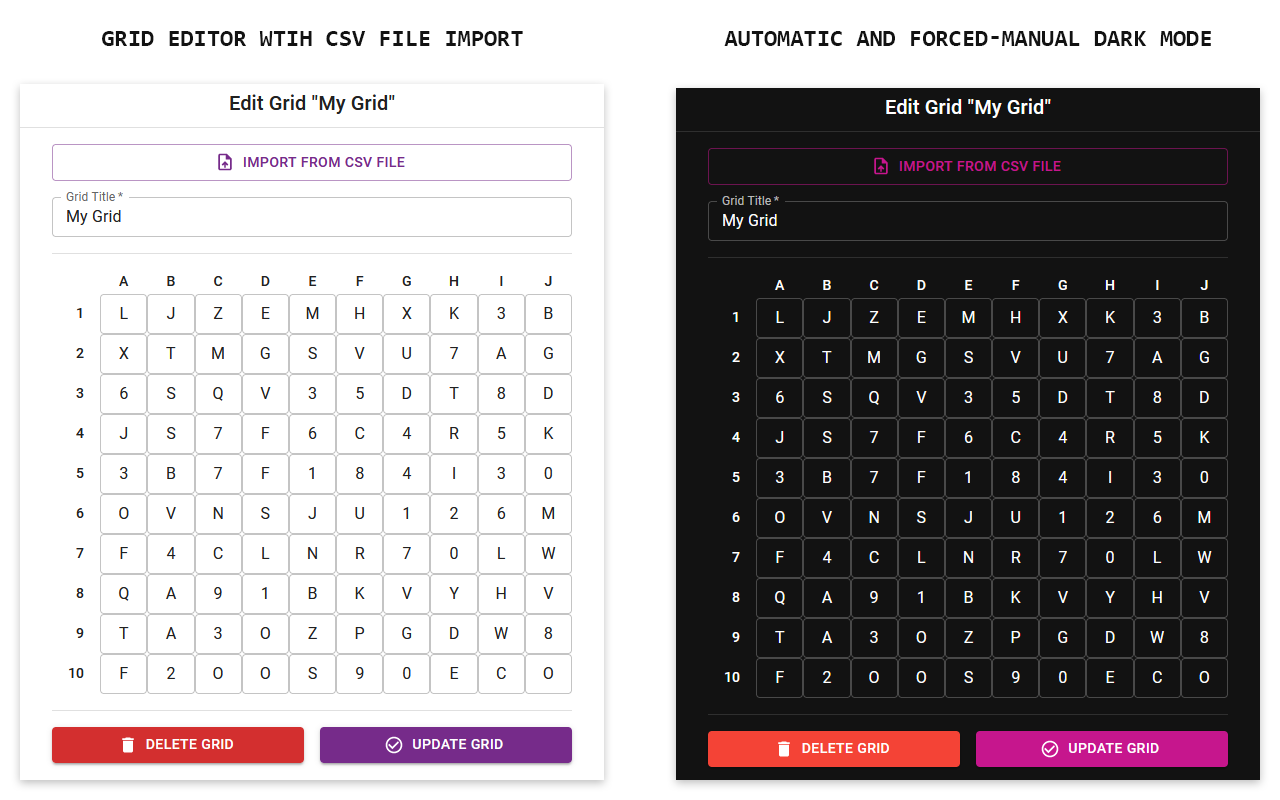 GRID EDITOR WTIH CSV FILE IMPORT
Edit Grid "My Grid"
IMPORT FROM CSV FILE
Grid Title *
My Grid
A B C D E F G H I J
1 L J Z E M H X K 3 B
2 X T M G S V U 7 A G
3 6 S Q V 3 5 D T 8 D
4 J S 7 F 6 C 4 R 5 K
5 3 B 7 F 1 8 4 I 3 0
6 O V N S J U 1 2 6 M
7 F 4 C L N R 7 0 L W
8 Q A 9 1 B K V Y H V
9 T A 3 O Z P G D W 8
10 F 2 O O S 9 0 E C O
DELETE GRID
UPDATE GRID
AUTOMATIC AND FORCED-MANUAL DARK MODE
Edit Grid "My Grid"
IMPORT FROM CSV FILE
Grid Title *
My Grid
A B C D E F G H I J
1 L J Z E M H X K 3 B
2 X T M G S V U 7 A G
3 6 S Q V 3 5 D T 8 D
4 J S 7 F 6 C 4 R 5 K
5 3 B 7 F 1 8 4 I 3 0
6 O V N S J U 1 2 6 M
7 F 4 C L N R 7 0 L W
8 Q A 9 1 B K V Y H V
9 T A 3 O Z P G D W 8
10 F 2 O O S 9 0 E C O
DELETE GRID
UPDATE GRID